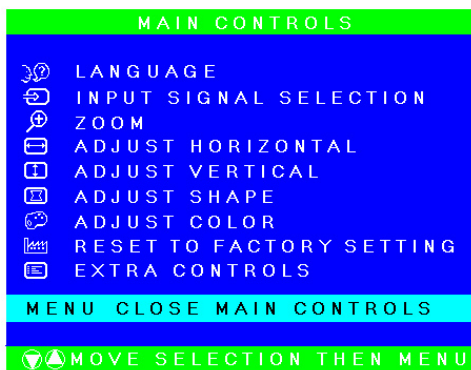 MAIN CONTROLS
LANGUAGE
INPUT SIGNAL SELECTION
ZOOM
ADJUST HORIZONTAL
ADJUST VERTICAL
ADJUST SHAPE
ADJUST COLOR
RESET TO FACTORY SETTING
EXTRA CONTROLS
MENU CLOSE MAIN CONTROLS
MOVE SELECTION THEN MENU